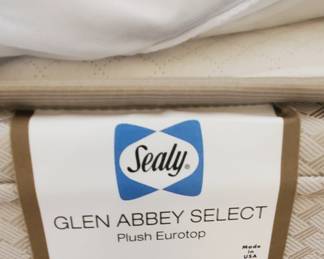 Sealy
GLEN ABBEY SELECT
Plush Eurotop
Made
in
USA